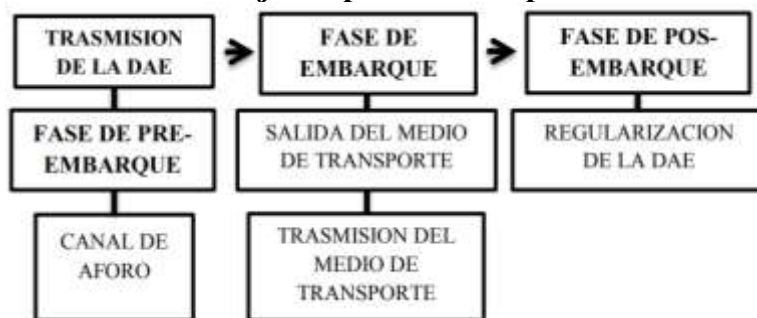 TRASMISION
DE LA DAE
FASE DE PRE-
EMBARQUE
CANAL DE
AFORO
FASE DE
EMBARQUE
SALIDA DEL MEDIO
DE TRANSPORTE
TRASMISION DEL
MEDIO DE
TRANSPORTE
FASE DE POS-
EMBARQUE
REGULARIZACION
DE LA DAE